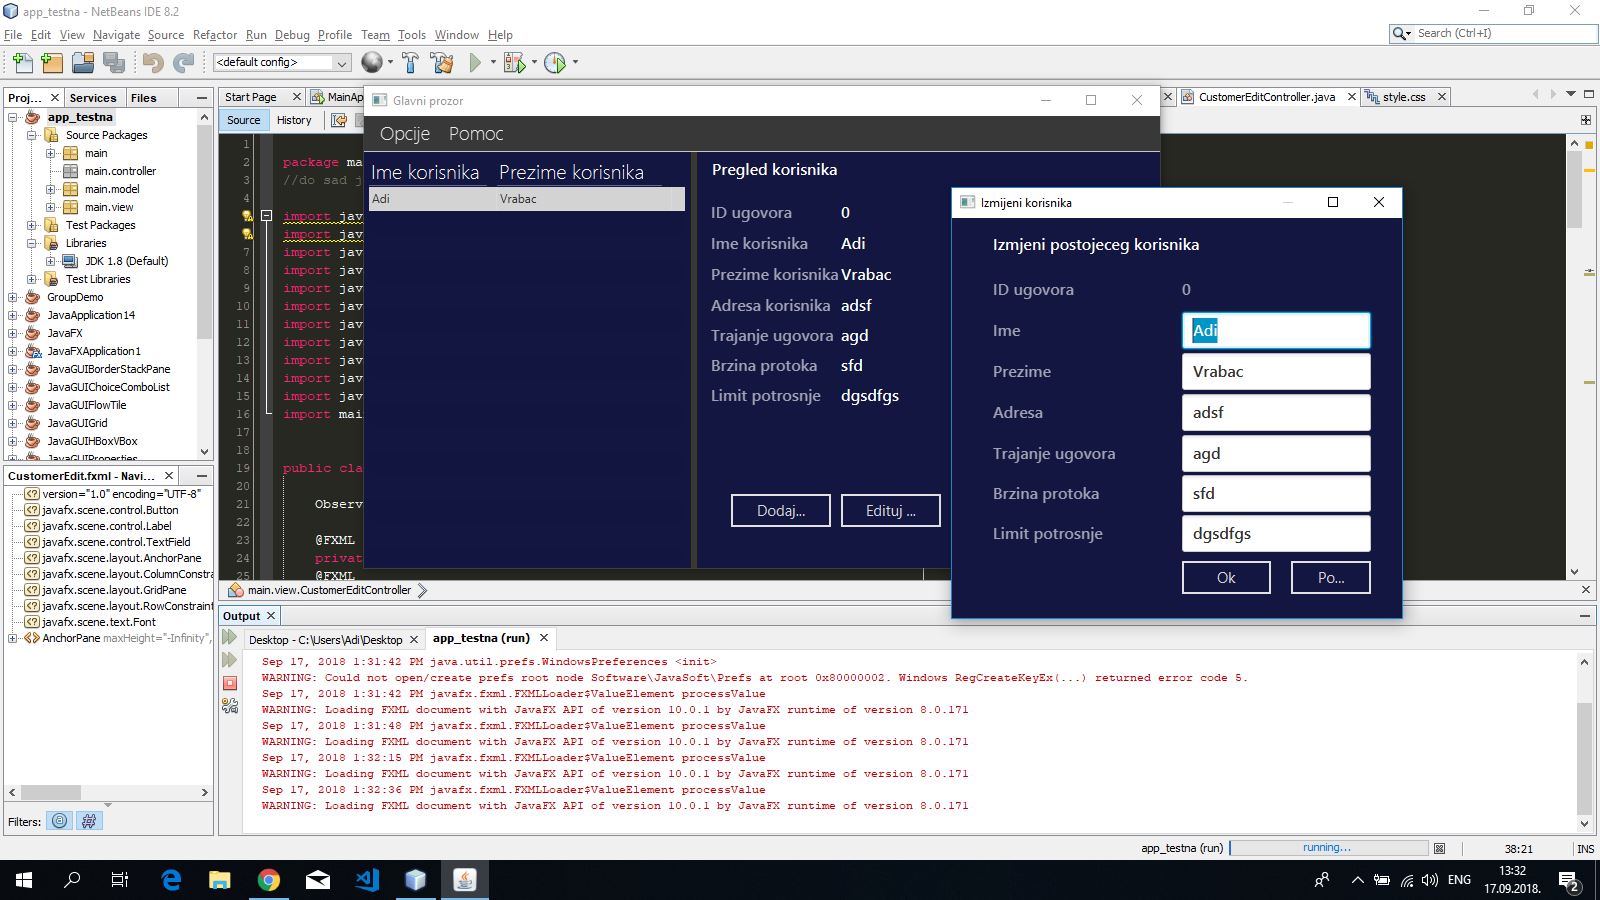 app_testna - NetBeans IDE 8.2
File Edit View Navigate Source Refactor Run Debug Profile Team Tools Window Help
Search (Ctrl+I)
<default config>
Proj... Services Files
app_testna
Source Packages
main
main.controller
main.model
main.view
Test Packages
Libraries
JDK 1.8 (Default)
Test Libraries
GroupDemo
JavaApplication14
JavaFX
JavaFXApplication1
JavaGUIBorderStackPane
JavaGUIChoiceComboList
JavaGUIFlowTile
JavaGUIGrid
JavaGUIHBoxVBox
JavaGUIProperties
CustomerEdit.fxml - Navi...
version="1.0" encoding="UTF-8"
javafx.scene.control.Button
javafx.scene.control.Label
javafx.scene.control.TextField
javafx.scene.layout.AnchorPane
javafx.scene.layout.ColumnConstra
javafx.scene.layout.GridPane
javafx.scene.layout.RowConstraint
javafx.scene.text.Font
AnchorPane maxHeight="-Infinity",
Filters:
Start Page MainAp CustomerEditController.java style.css
Source History
1
2 package ma
3 //do sad j
4
import jav
import jav
7 import jav
8 import jav
9 import jav
10 import jav
11 import jav
12 import jav
13 import jav
14 import jav
15 import jav
16 import mai
17
18
19 public clas
20
21 Observ
22
23 @FXML
24 privat
25 @FXML
main.view.CustomerEditController
Glavni prozor
Opcije Pomoc
Ime korisnika Prezime korisnika
Adi Vrabac
Pregled korisnika
ID ugovora 0
Ime korisnika Adi
Prezime korisnika Vrabac
Adresa korisnika adsf
Trajanje ugovora agd
Brzina protoka sfd
Limit potrosnje dgsdfgs
Dodaj... Edituj ...
Izmijeni korisnika
Izmjeni postojeceg korisnika
ID ugovora 0
Ime Adi
Prezime Vrabac
Adresa adsf
Trajanje ugovora agd
Brzina protoka sfd
Limit potrosnje dgsdfgs
Ok Po...
Output
Desktop - C:\Users\Adi\Desktop app_testna (run)
Sep 17, 2018 1:31:42 PM java.util.prefs.WindowsPreferences <init>
WARNING: Could not open/create prefs root node Software\JavaSoft\Prefs at root 0x80000002. Windows RegCreateKeyEx(...) returned error code 5.
Sep 17, 2018 1:31:42 PM javafx.fxml.FXMLLoader$ValueElement processValue
WARNING: Loading FXML document with JavaFX API of version 10.0.1 by JavaFX runtime of version 8.0.171
Sep 17, 2018 1:31:48 PM javafx.fxml.FXMLLoader$ValueElement processValue
WARNING: Loading FXML document with JavaFX API of version 10.0.1 by JavaFX runtime of version 8.0.171
Sep 17, 2018 1:32:15 PM javafx.fxml.FXMLLoader$ValueElement processValue
WARNING: Loading FXML document with JavaFX API of version 10.0.1 by JavaFX runtime of version 8.0.171
Sep 17, 2018 1:32:36 PM javafx.fxml.FXMLLoader$ValueElement processValue
WARNING: Loading FXML document with JavaFX API of version 10.0.1 by JavaFX runtime of version 8.0.171
app_testna (run) running... 38:21 INS
ENG
13:32
17.09.2018.
2